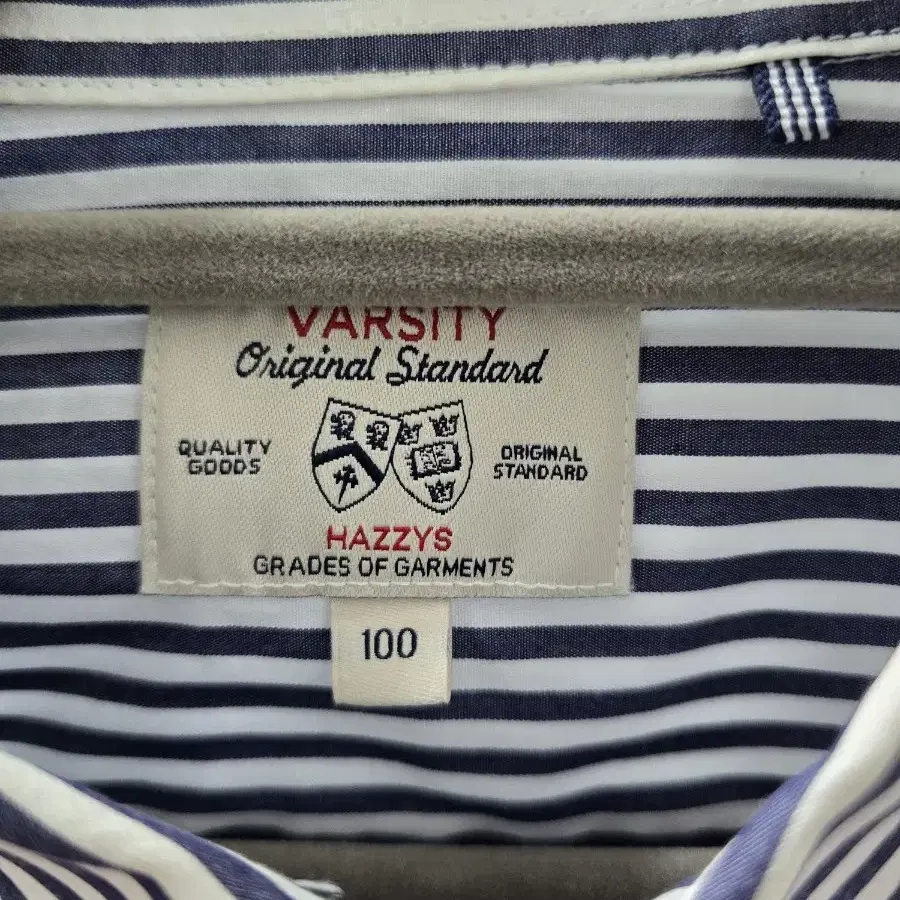 VARSITY
Original Standard
QUALITY
GOODS
ORIGINAL
STANDARD
HAZZYS
GRADES OF GARMENTS
100